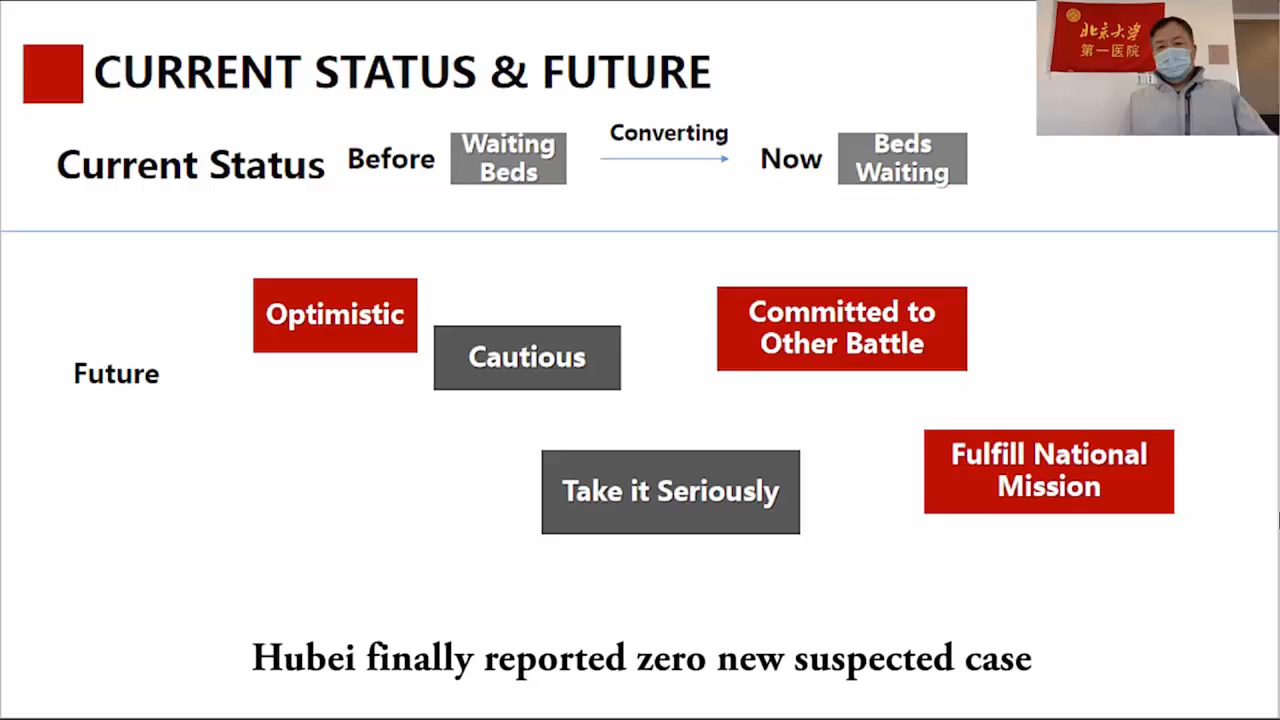 CURRENT STATUS & FUTURE
北京大学
第一医院
Current Status
Before
Waiting
Beds
Converting
Now
Beds
Waiting
Future
Optimistic
Cautious
Committed to
Other Battle
Take it Seriously
Fulfill National
Mission
Hubei finally reported zero new suspected case